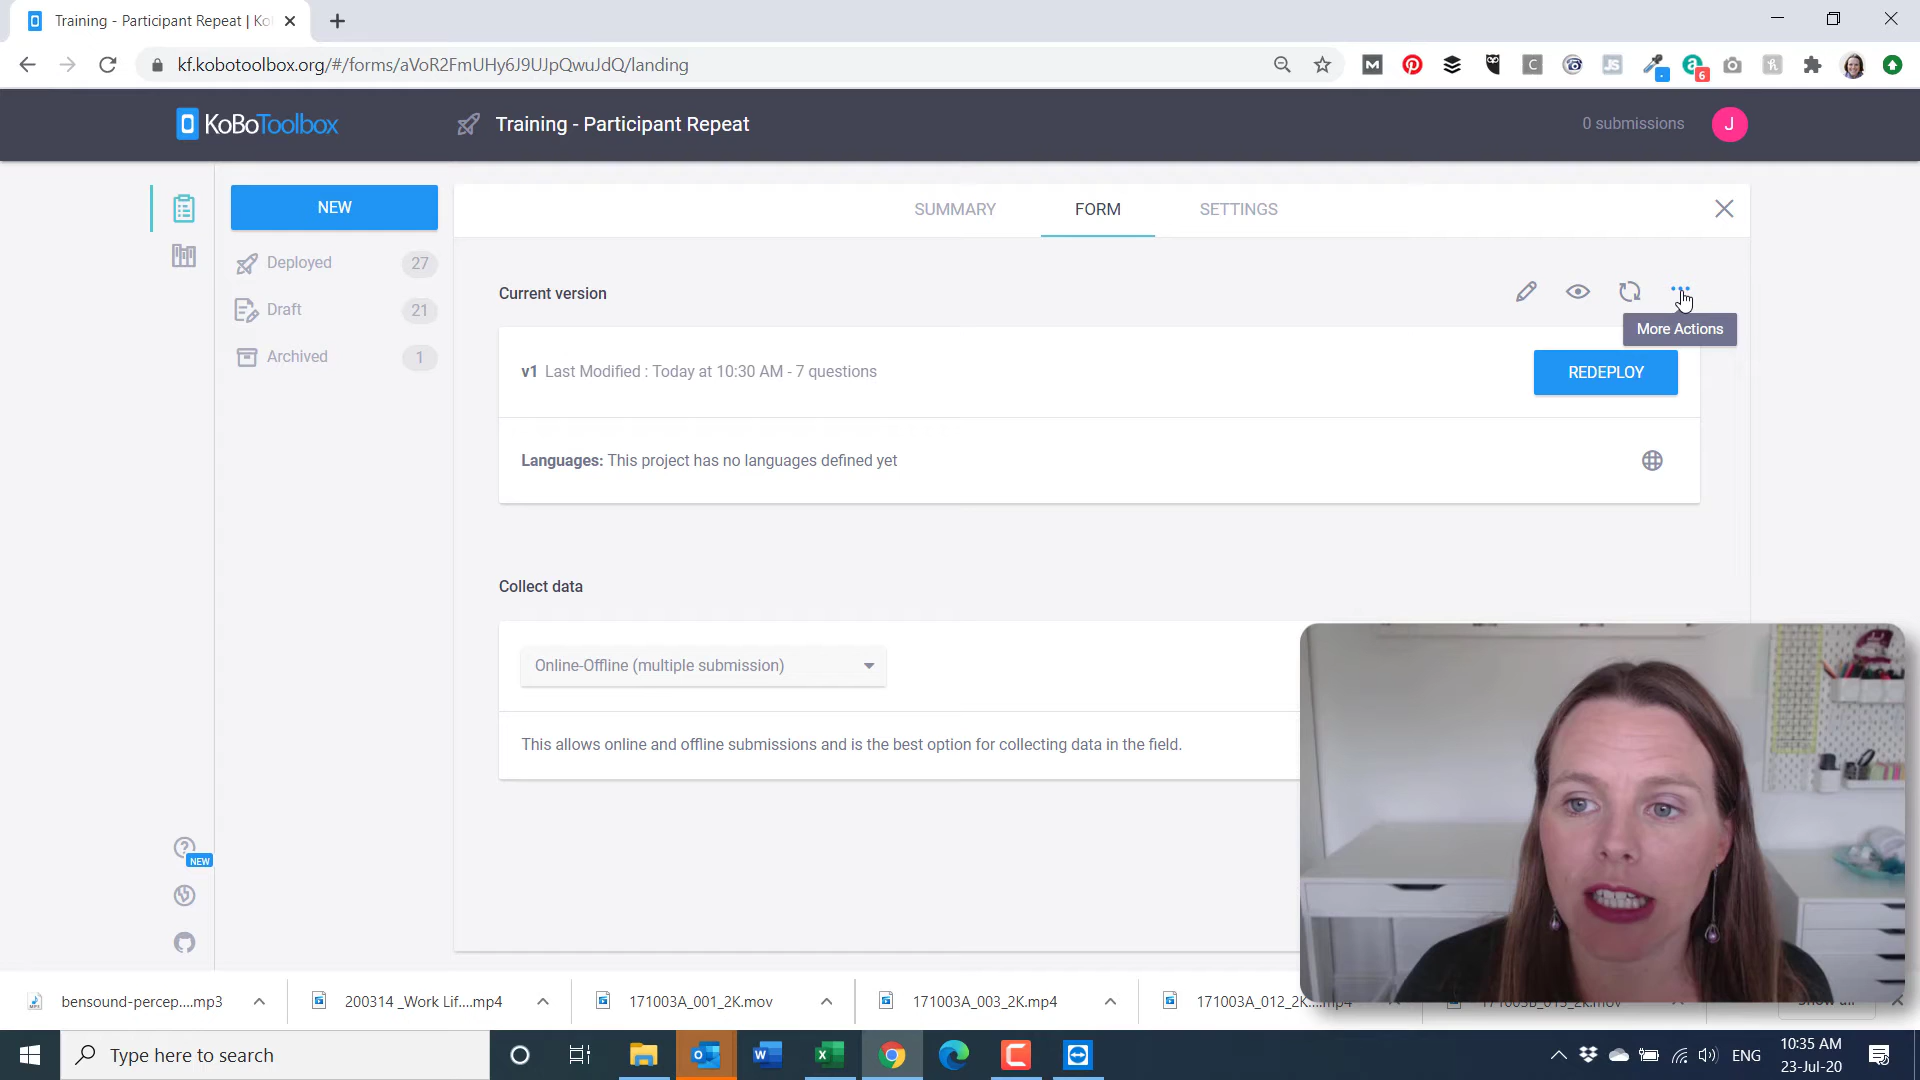 Training - Participant Repeat | Ko
kf.kobotoolbox.org/#/forms/aVoR2FmUHy6J9UJpQwuJdQ/landing
6
KoBoToolbox
Training - Participant Repeat
0 submissions
J
NEW
Deployed
27
Draft
21
Archived
1
SUMMARY
FORM
SETTINGS
Current version
More Actions
v1 Last Modified : Today at 10:30 AM - 7 questions
REDEPLOY
Languages: This project has no languages defined yet
Collect data
Online-Offline (multiple submission)
This allows online and offline submissions and is the best option for collecting data in the field.
NEW
bensound-percep....mp3
200314 _Work Lif....mp4
171003A_001_2K.mov
171003A_003_2K.mp4
171003A_012_2K....mp4
Type here to search
ENG
10:35 AM
23-Jul-20